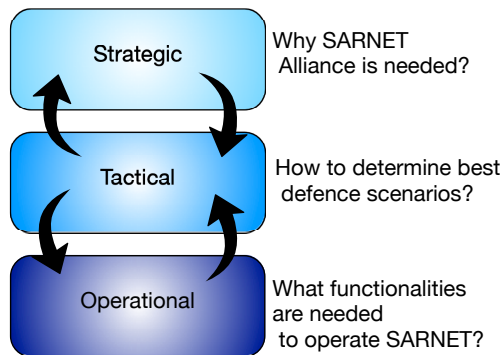 Strategic
Why SARNET
Alliance is needed?
Tactical
How to determine best
defence scenarios?
Operational
What functionalities
are needed
to operate SARNET?